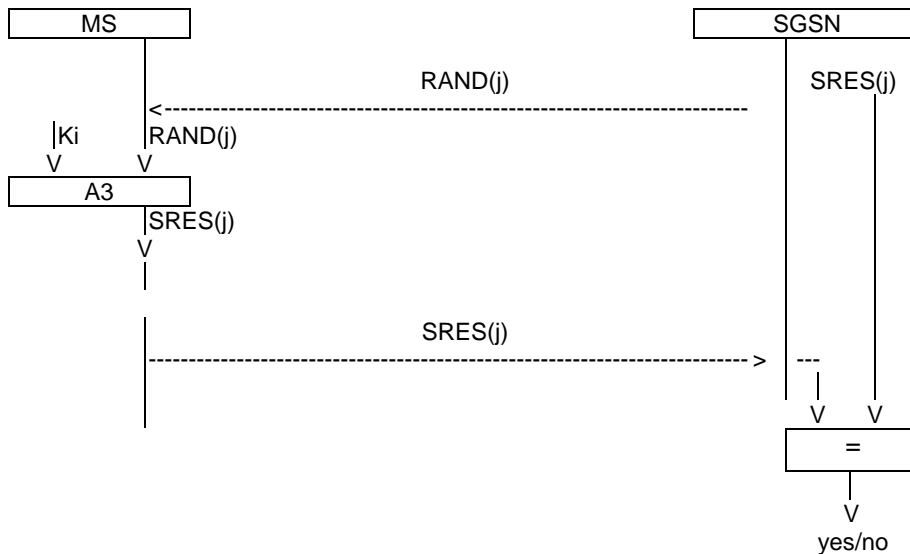 MS SGSN
RAND(j) SRES(j)
<-------------------------------------------------------------------------
Ki RAND(j)
V V
A3
SRES(j)
V
SRES(j)
--------------------------------------------------------------------------- > ---
V V
=
V
yes/no